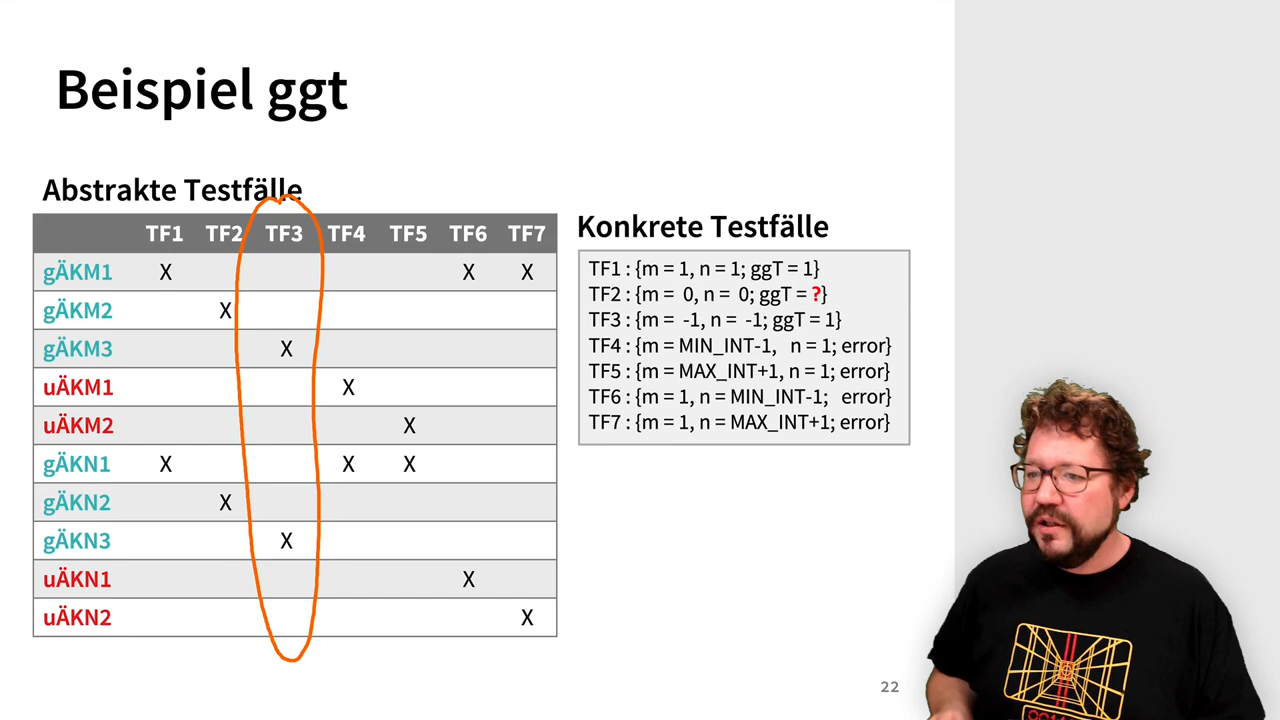 Beispiel ggt
Abstrakte Testfälle
TF1 TF2 TF3 TF4 TF5 TF6 TF7
gÄKM1 X X X
gÄKM2 X
gÄKM3 X
uÄKM1 X
uÄKM2 X
gÄKN1 X X X
gÄKN2 X
gÄKN3 X
uÄKN1 X
uÄKN2 X
Konkrete Testfälle
TF1 : {m = 1, n = 1; ggT = 1}
TF2 : {m = 0, n = 0; ggT = ?}
TF3 : {m = -1, n = -1; ggT = 1}
TF4 : {m = MIN_INT-1, n = 1; error}
TF5 : {m = MAX_INT+1, n = 1; error}
TF6 : {m = 1, n = MIN_INT-1; error}
TF7 : {m = 1, n = MAX_INT+1; error}
22